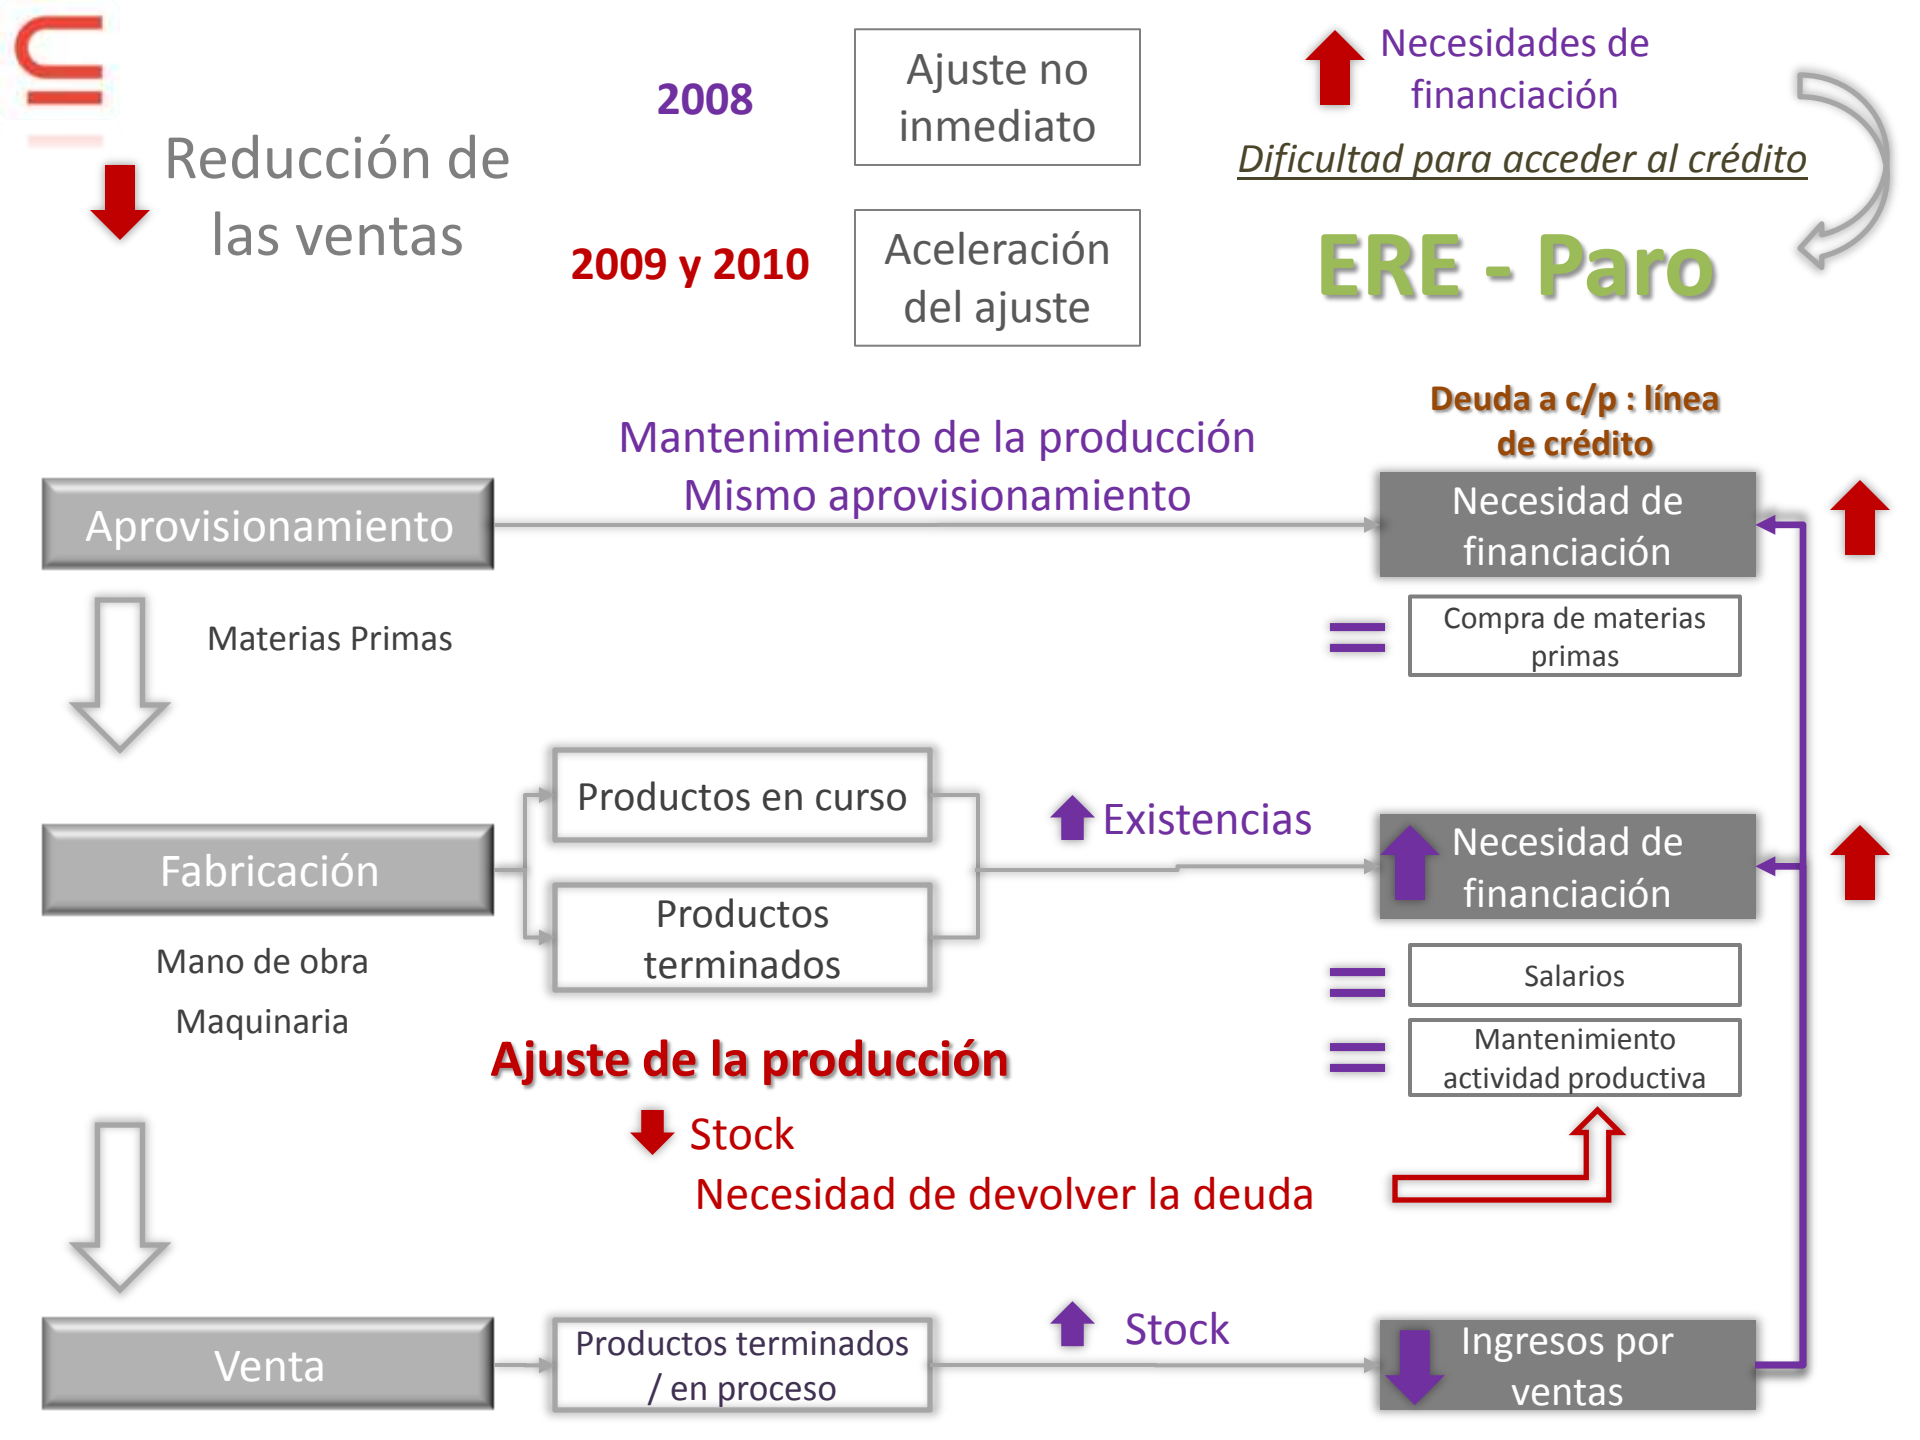 Reducción de
las ventas
2008
Ajuste no
inmediato
2009 y 2010
Aceleración
del ajuste
Necesidades de
financiación
Dificultad para acceder al crédito
ERE - Paro
Deuda a c/p : línea
de crédito
Mantenimiento de la producción
Mismo aprovisionamiento
Aprovisionamiento
Necesidad de
financiación
Materias Primas
=
Compra de materias
primas
Productos en curso
Existencias
Fabricación
Necesidad de
financiación
Productos
terminados
Mano de obra
Maquinaria
=
Salarios
=
Mantenimiento
actividad productiva
Ajuste de la producción
Stock
Necesidad de devolver la deuda
Venta
Productos terminados
/ en proceso
Stock
Ingresos por
ventas